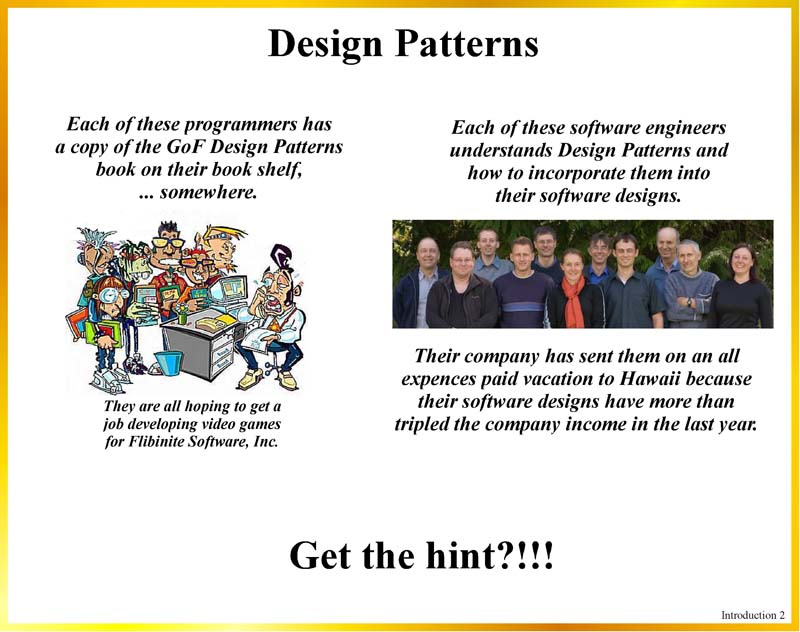 Design Patterns
Each of these programmers has
a copy of the GoF Design Patterns
book on their book shelf,
... somewhere.
They are all hoping to get a
job developing video games
for Flibinite Software, Inc.
Each of these software engineers
understands Design Patterns and
how to incorporate them into
their software designs.
Their company has sent them on an all
expences paid vacation to Hawaii because
their software designs have more than
tripled the company income in the last year.
Get the hint?!!!
Introduction 2